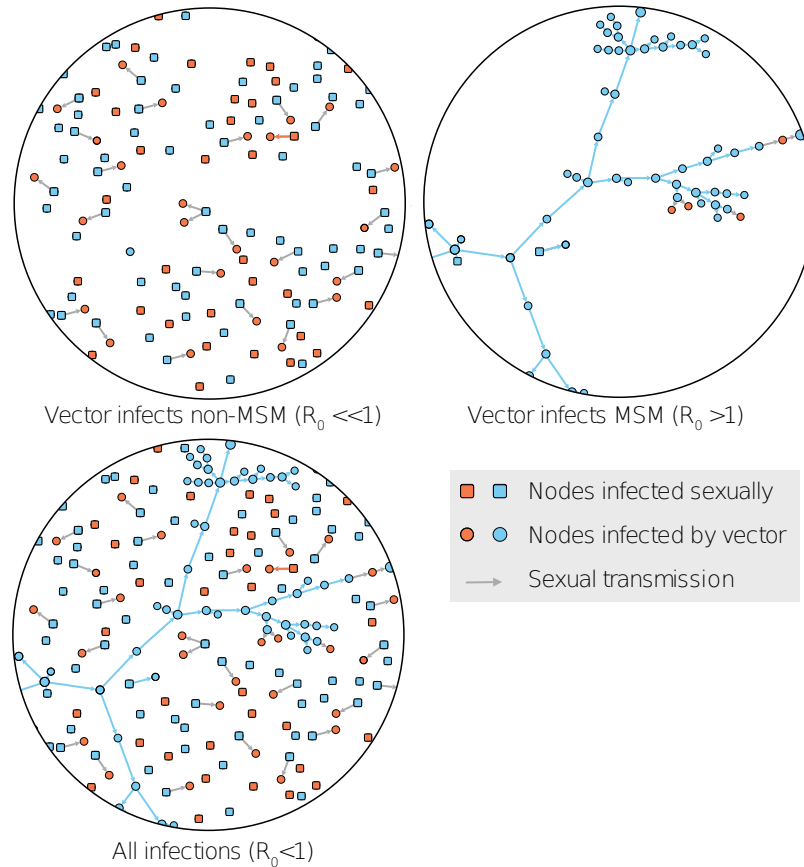 Vector infects non-MSM (R₀ <<1)
Vector infects MSM (R₀ >1)
Nodes infected sexually
Nodes infected by vector
Sexual transmission
All infections (R₀<1)